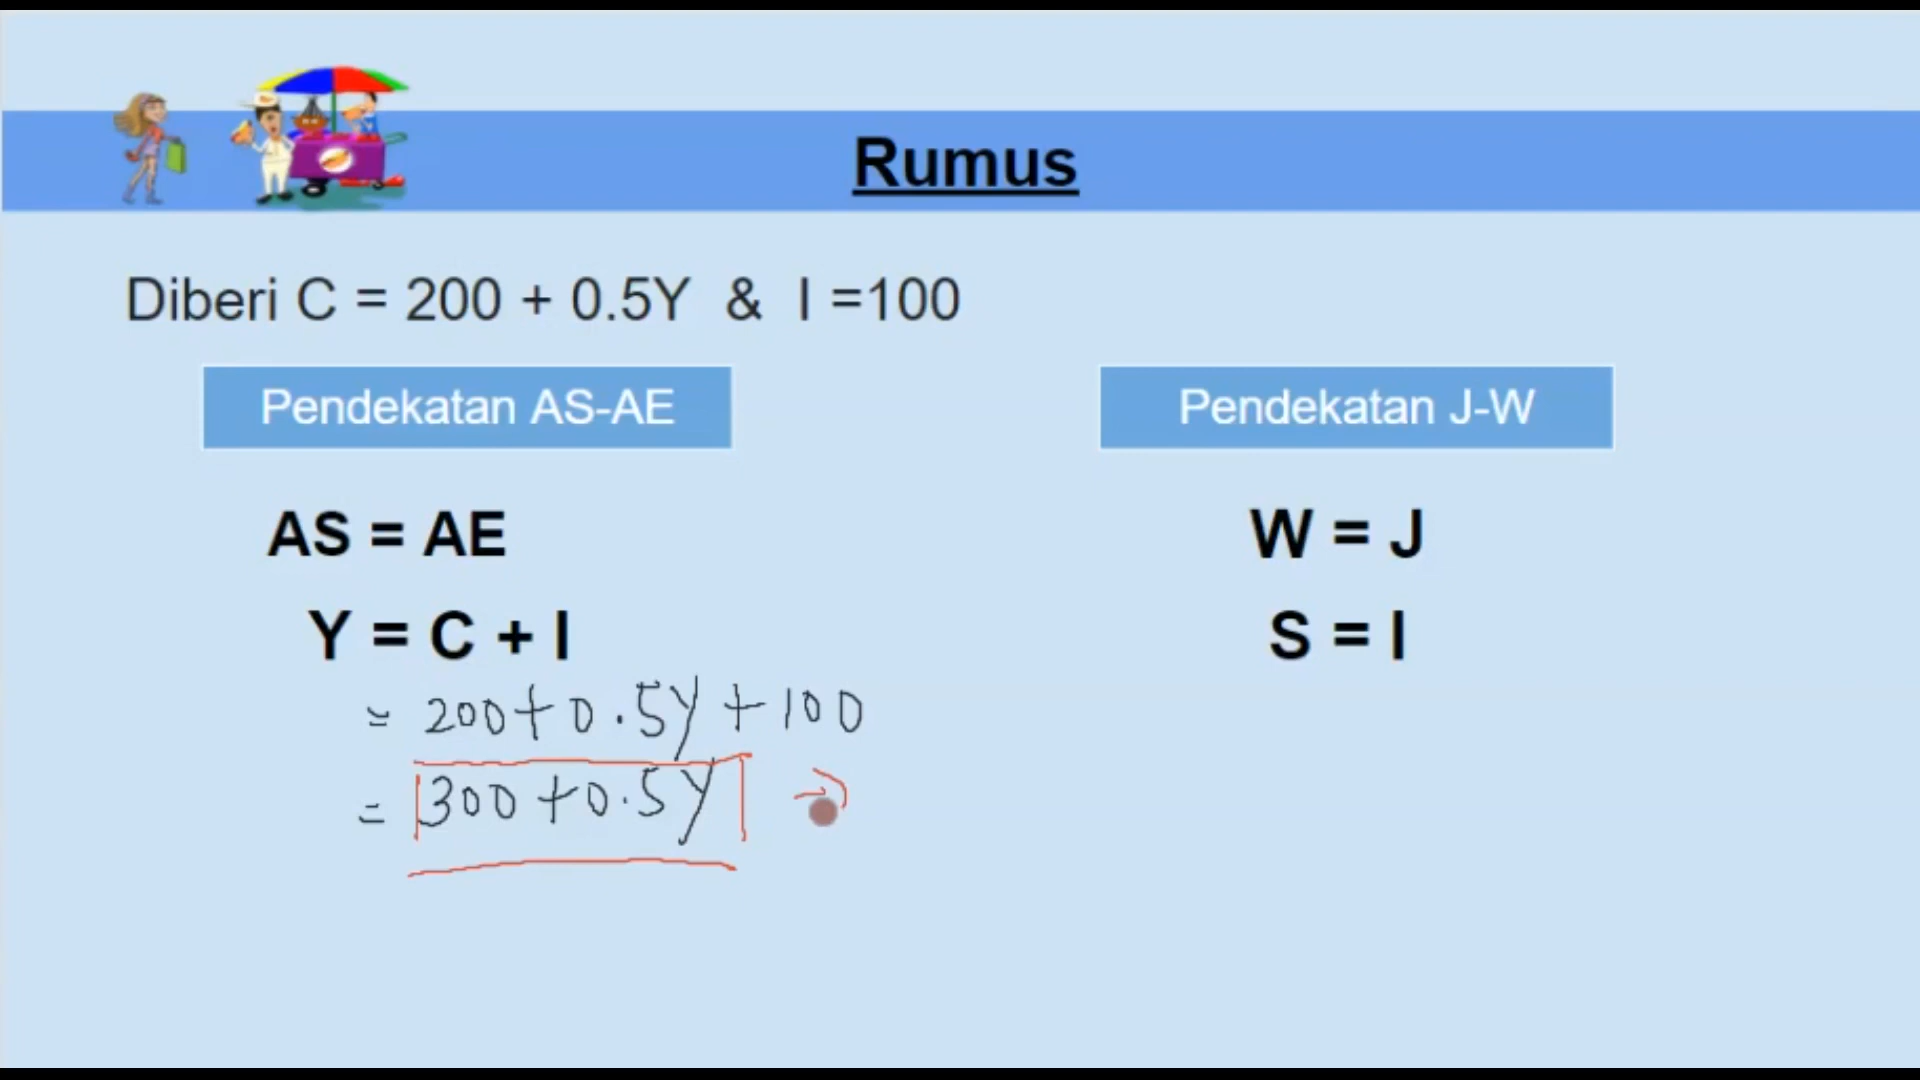 Rumus
Diberi C = 200 + 0.5Y & I =100
Pendekatan AS-AE
AS = AE
Y = C + I
= 200 + 0.5Y + 100
= 300 + 0.5Y
Pendekatan J-W
W = J
S = I